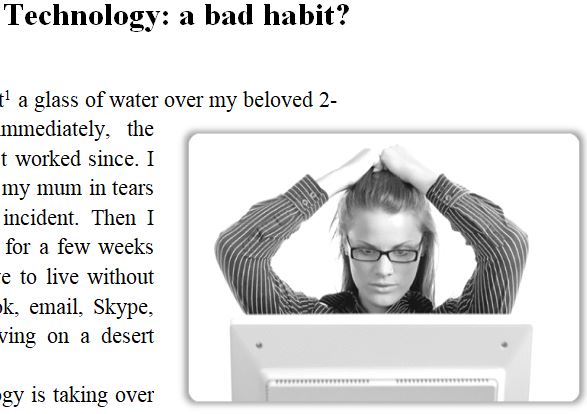 Technology: a bad habit?
t¹ a glass of water over my beloved 2-
mmediately, the
t worked since. I
my mum in tears
incident. Then I
for a few weeks
ve to live without
ok, email, Skype,
ving on a desert
gy is taking over